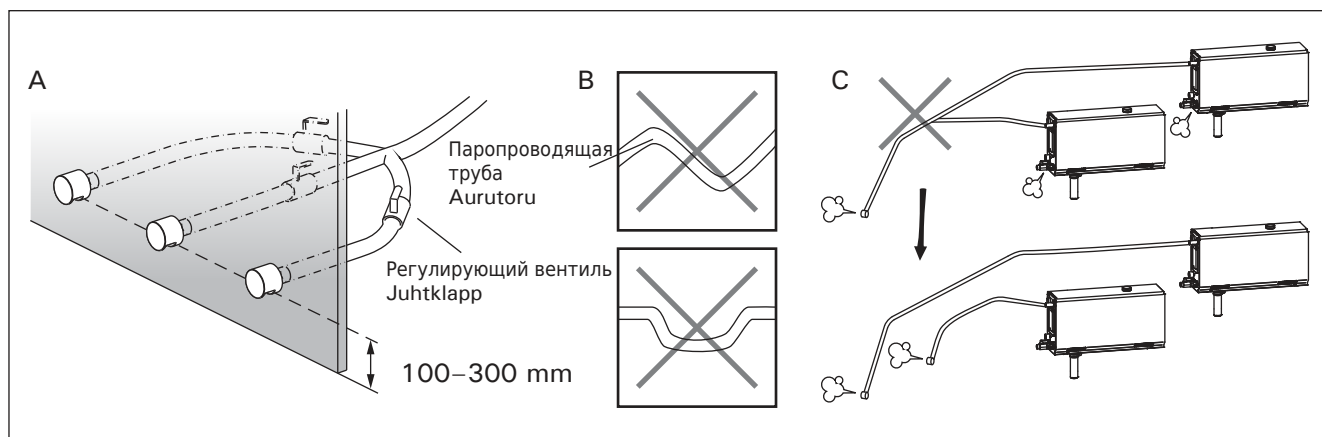 A
B
C
Паропроводящая
труба
Aurutoru
Регулирующий вентиль
Juhtklapp
100–300 mm